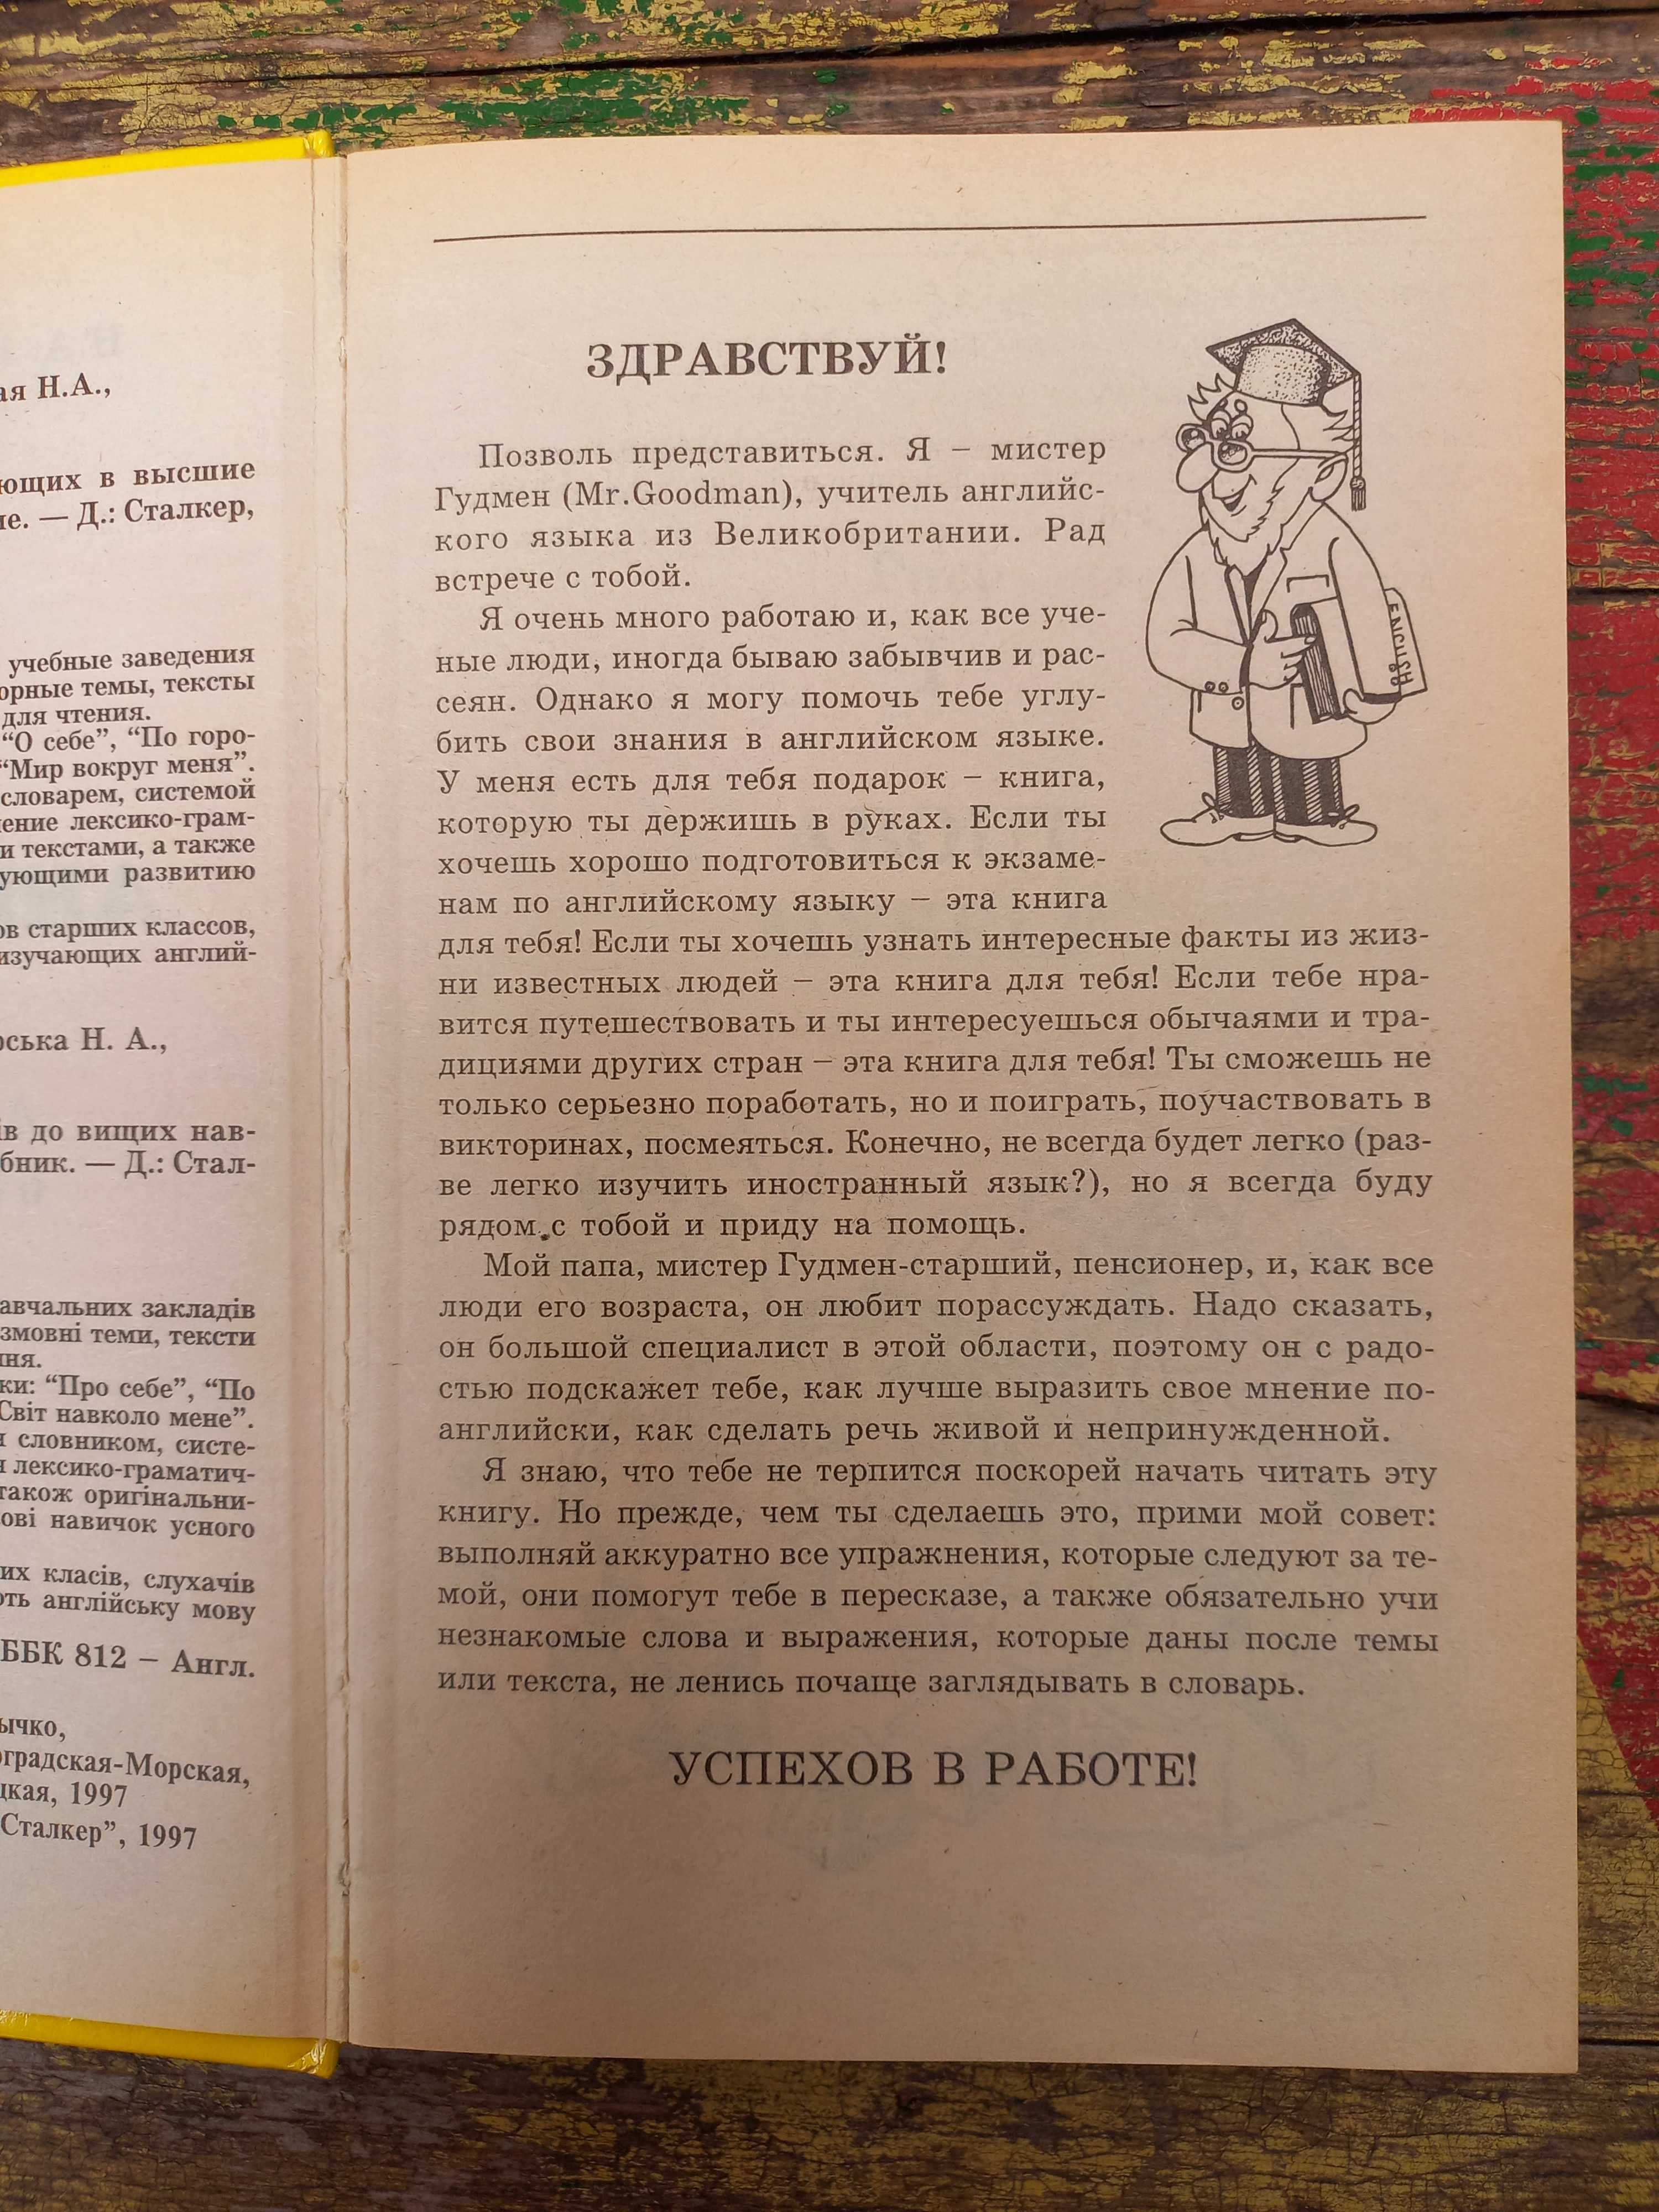 ая Н.А.,
ющих в высшие
ие. — Д.: Сталкер,
учебные заведения
орные темы, тексты
для чтения.
“О себе”, “По горо-
“Мир вокруг меня”.
словарем, системой
ение лексико-грам-
и текстами, а также
ующими развитию
ов старших классов,
изучающих англий-
рська Н. А.,
ів до вищих нав-
бник. — Д.: Стал-
авчальних закладів
змовні теми, тексти
ння.
ки: “Про себе”, “По
Світ навколо мене”.
словником, систе-
лексико-граматич-
також оригінальни-
ові навичок усного
их класів, слухачів
ють англійську мову
ББК 812 – Англ.
ычко,
оградская-Морская,
цкая, 1997
Сталкер”, 1997
ЗДРАВСТВУЙ!
Позволь представиться. Я – мистер
Гудмен (Mr.Goodman), учитель английс-
кого языка из Великобритании. Рад
встрече с тобой.
Я очень много работаю и, как все уче-
ные люди, иногда бываю забывчив и рас-
сеян. Однако я могу помочь тебе углу-
бить свои знания в английском языке.
У меня есть для тебя подарок – книга,
которую ты держишь в руках. Если ты
хочешь хорошо подготовиться к экзаме-
нам по английскому языку – эта книга
для тебя! Если ты хочешь узнать интересные факты из жиз-
ни известных людей – эта книга для тебя! Если тебе нра-
вится путешествовать и ты интересуешься обычаями и тра-
дициями других стран – эта книга для тебя! Ты сможешь не
только серьезно поработать, но и поиграть, поучаствовать в
викторинах, посмеяться. Конечно, не всегда будет легко (раз-
ве легко изучить иностранный язык?), но я всегда буду
рядом с тобой и приду на помощь.
Мой папа, мистер Гудмен-старший, пенсионер, и, как все
люди его возраста, он любит порассуждать. Надо сказать,
он большой специалист в этой области, поэтому он с радо-
стью подскажет тебе, как лучше выразить свое мнение по-
английски, как сделать речь живой и непринужденной.
Я знаю, что тебе не терпится поскорей начать читать эту
книгу. Но прежде, чем ты сделаешь это, прими мой совет:
выполняй аккуратно все упражнения, которые следуют за те-
мой, они помогут тебе в пересказе, а также обязательно учи
незнакомые слова и выражения, которые даны после темы
или текста, не ленись почаще заглядывать в словарь.
УСПЕХОВ В РАБОТЕ!
ENGLISH